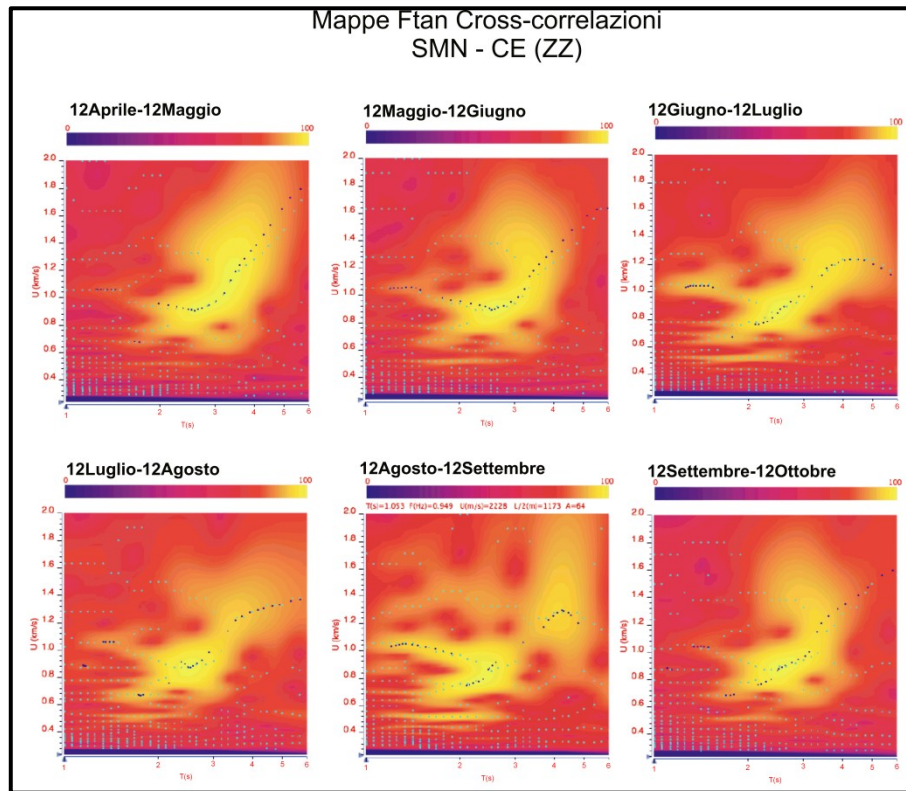 Mappe Ftan Cross-correlazioni
SMN - CE (ZZ)
12Aprile-12Maggio
0 100
2.0
1.8
1.6
1.4
1.2
1.0
0.8
0.6
0.4
U (km/s)
1 2 3 4 5 6
T(s)
12Maggio-12Giugno
0 100
2.0
1.8
1.6
1.4
1.2
1.0
0.8
0.6
0.4
U (km/s)
1 2 3 4 5 6
T(s)
12Giugno-12Luglio
0 100
2.0
1.8
1.6
1.4
1.2
1.0
0.8
0.6
0.4
U (km/s)
1 2 3 4 5 6
T(s)
12Luglio-12Agosto
0 100
2.0
1.8
1.6
1.4
1.2
1.0
0.8
0.6
0.4
U (km/s)
1 2 3 4 5 6
T(s)
12Agosto-12Settembre
0 100
T(s)=1.053 F(Hz)=0.949 U(m/s)=2228 L/2(m)=1173 A=64
2.0
1.8
1.6
1.4
1.2
1.0
0.8
0.6
0.4
U (km/s)
1 2 3 4 5 6
T(s)
12Settembre-12Ottobre
0 100
2.0
1.8
1.6
1.4
1.2
1.0
0.8
0.6
0.4
U (km/s)
1 2 3 4 5 6
T(s)